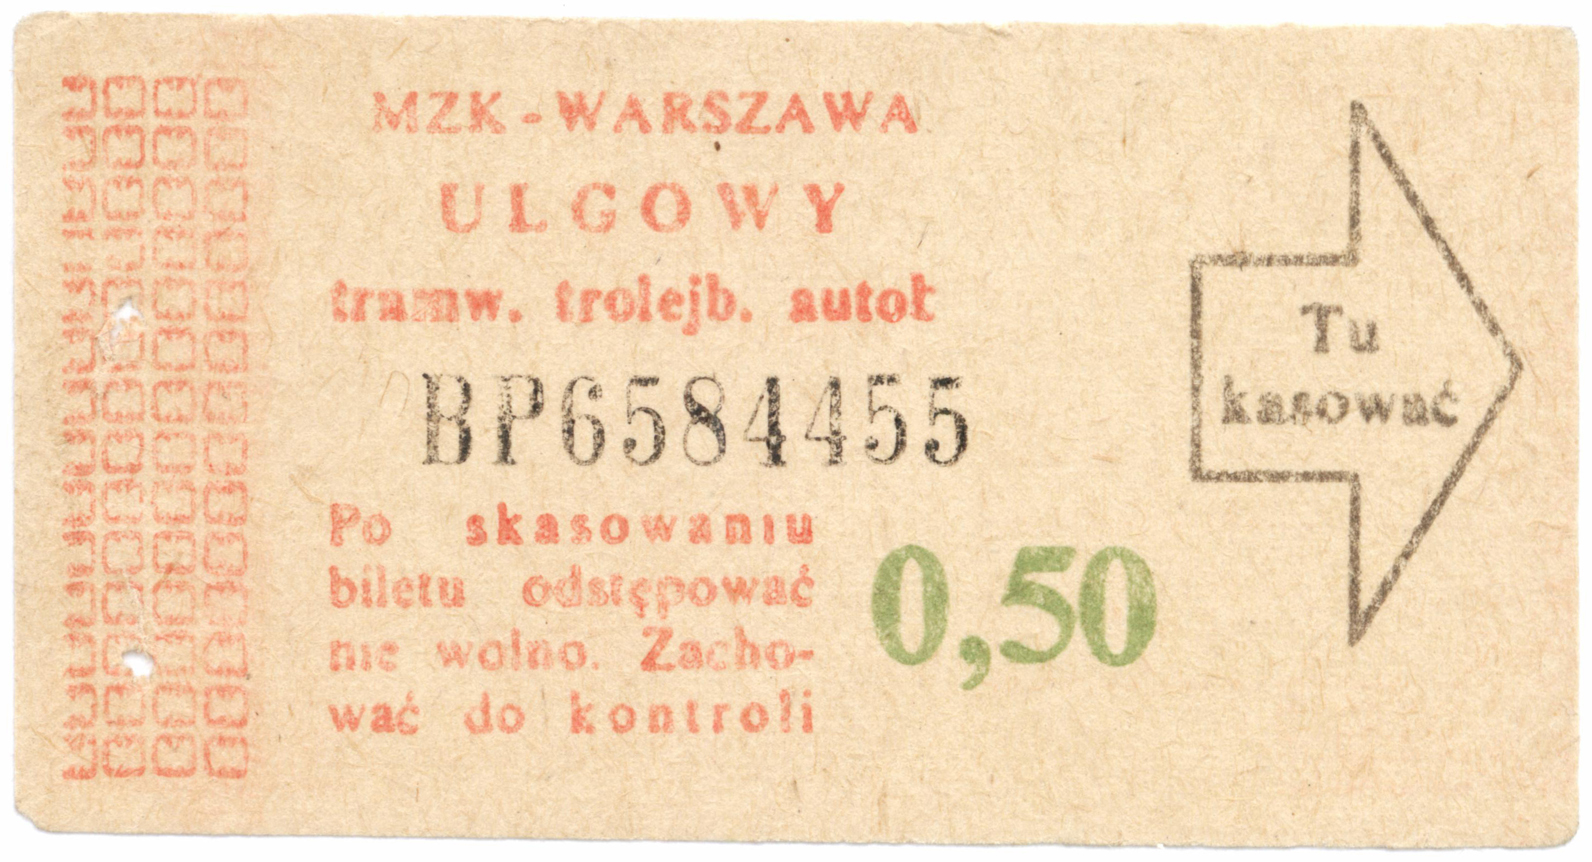 MZK-WARSZAWA
ULGOWY
tramw. trolejb. autob
BP6584455
Po skasowaniu
biletu odstępować
nie wolno. Zacho-
wać do kontroli
0,50
Tu
kasować